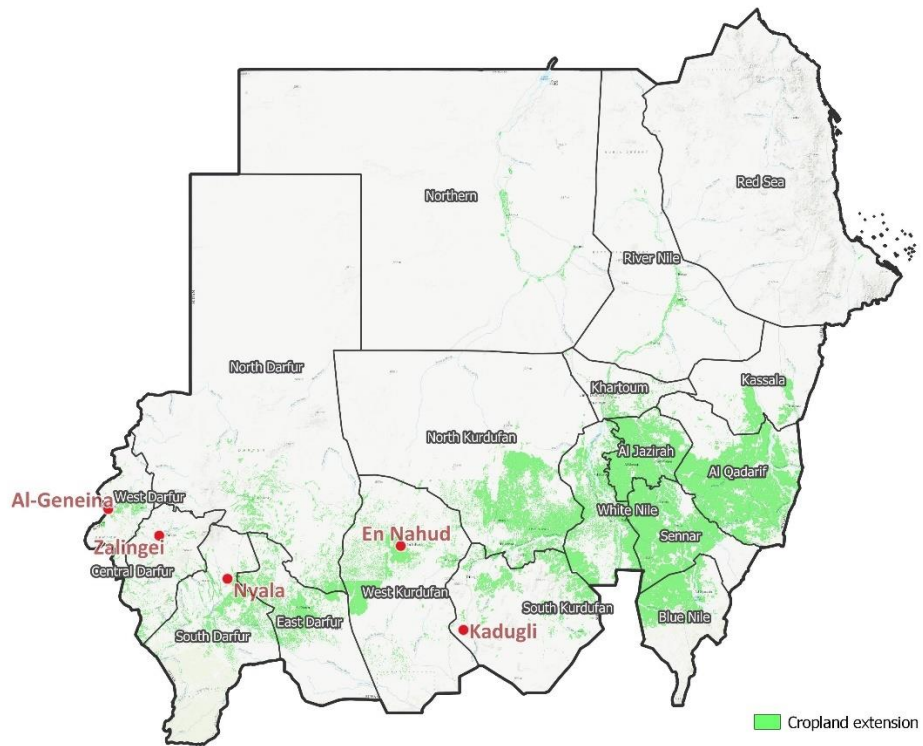 Northern
Red Sea
River Nile
North Darfur
Khartoum
Kassala
North Kurdufan
Al Jazirah
Al Qadarif
West Darfur
Al-Geneina
White Nile
Sennar
Zalingei
En Nahud
Central Darfur
Nyala
West Kurdufan
South Kurdufan
Blue Nile
East Darfur
South Darfur
Kadugli
Cropland extension